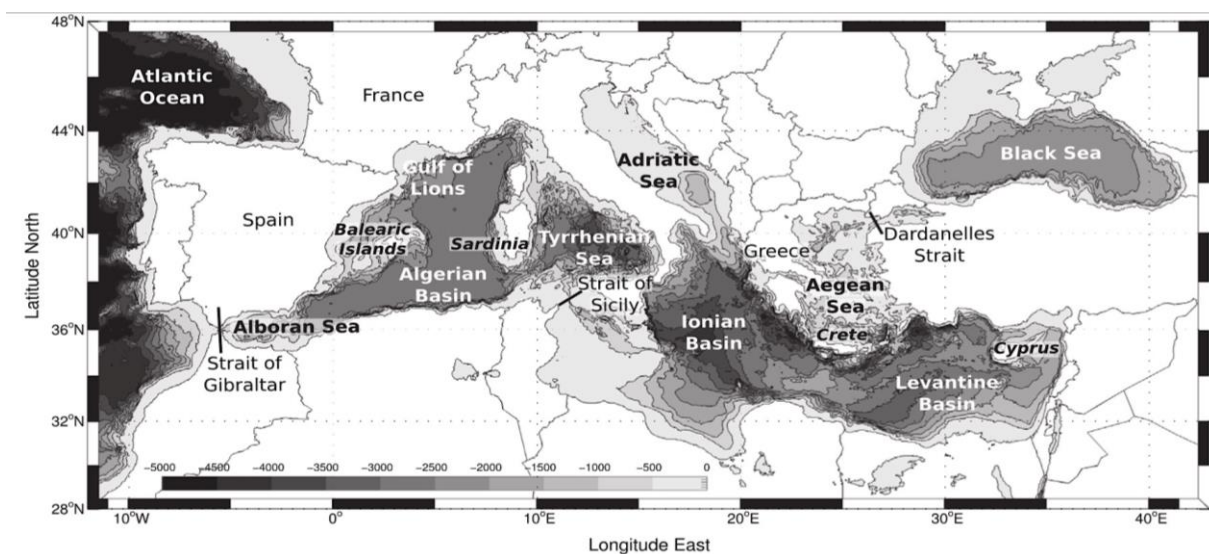 48°N
44°N
40°N
36°N
32°N
28°N
Latitude North
Atlantic
Ocean
France
Gulf of
Lions
Adriatic
Sea
Black Sea
Spain
Balearic
Islands
Sardinia
Tyrrhenian
Sea
Greece
Dardanelles
Strait
Algerian
Basin
Strait of
Sicily
Aegean
Sea
Alboran Sea
Ionian
Basin
Crete
Cyprus
Strait of
Gibraltar
Levantine
Basin
−5000 −4500 −4000 −3500 −3000 −2500 −2000 −1500 −1000 −500 0
10°W 0° 10°E 20°E 30°E 40°E
Longitude East